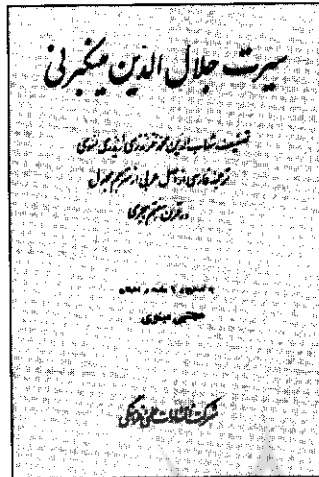 سیرت جلال الدین مینکبرنی
تصنیف شهاب الدین محمد خرندزی زیدری نسوی
ترجمهٔ فارسی از اصل عربی از مترجم مجهول
در قرن هفتم هجری
با تصحیح و مقدمه و تعلیقات
مجتبی مینوی
شرکت انتشارات علمی و فرهنگی